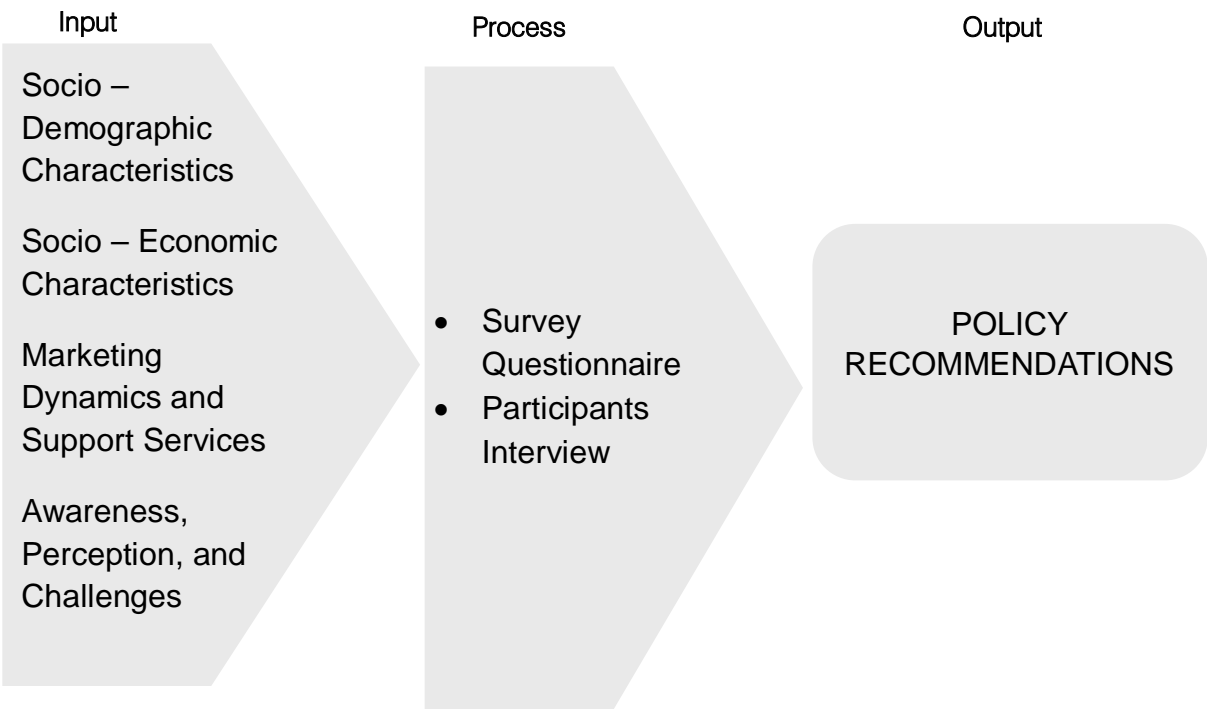 Input
Process
Output
Socio –
Demographic
Characteristics
Socio – Economic
Characteristics
Marketing
Dynamics and
Support Services
Awareness,
Perception, and
Challenges
• Survey
Questionnaire
• Participants
Interview
POLICY
RECOMMENDATIONS